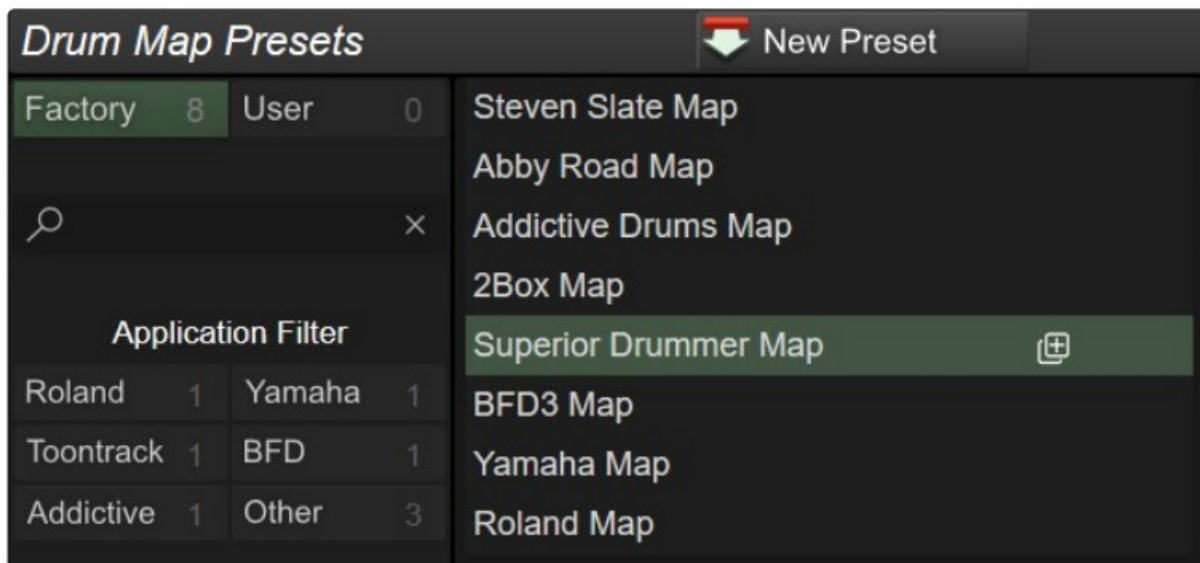 Drum Map Presets
New Preset
Factory 8 User 0
×
Application Filter
Roland 1 Yamaha 1
Toontrack 1 BFD 1
Addictive 1 Other 3
Steven Slate Map
Abby Road Map
Addictive Drums Map
2Box Map
Superior Drummer Map
BFD3 Map
Yamaha Map
Roland Map